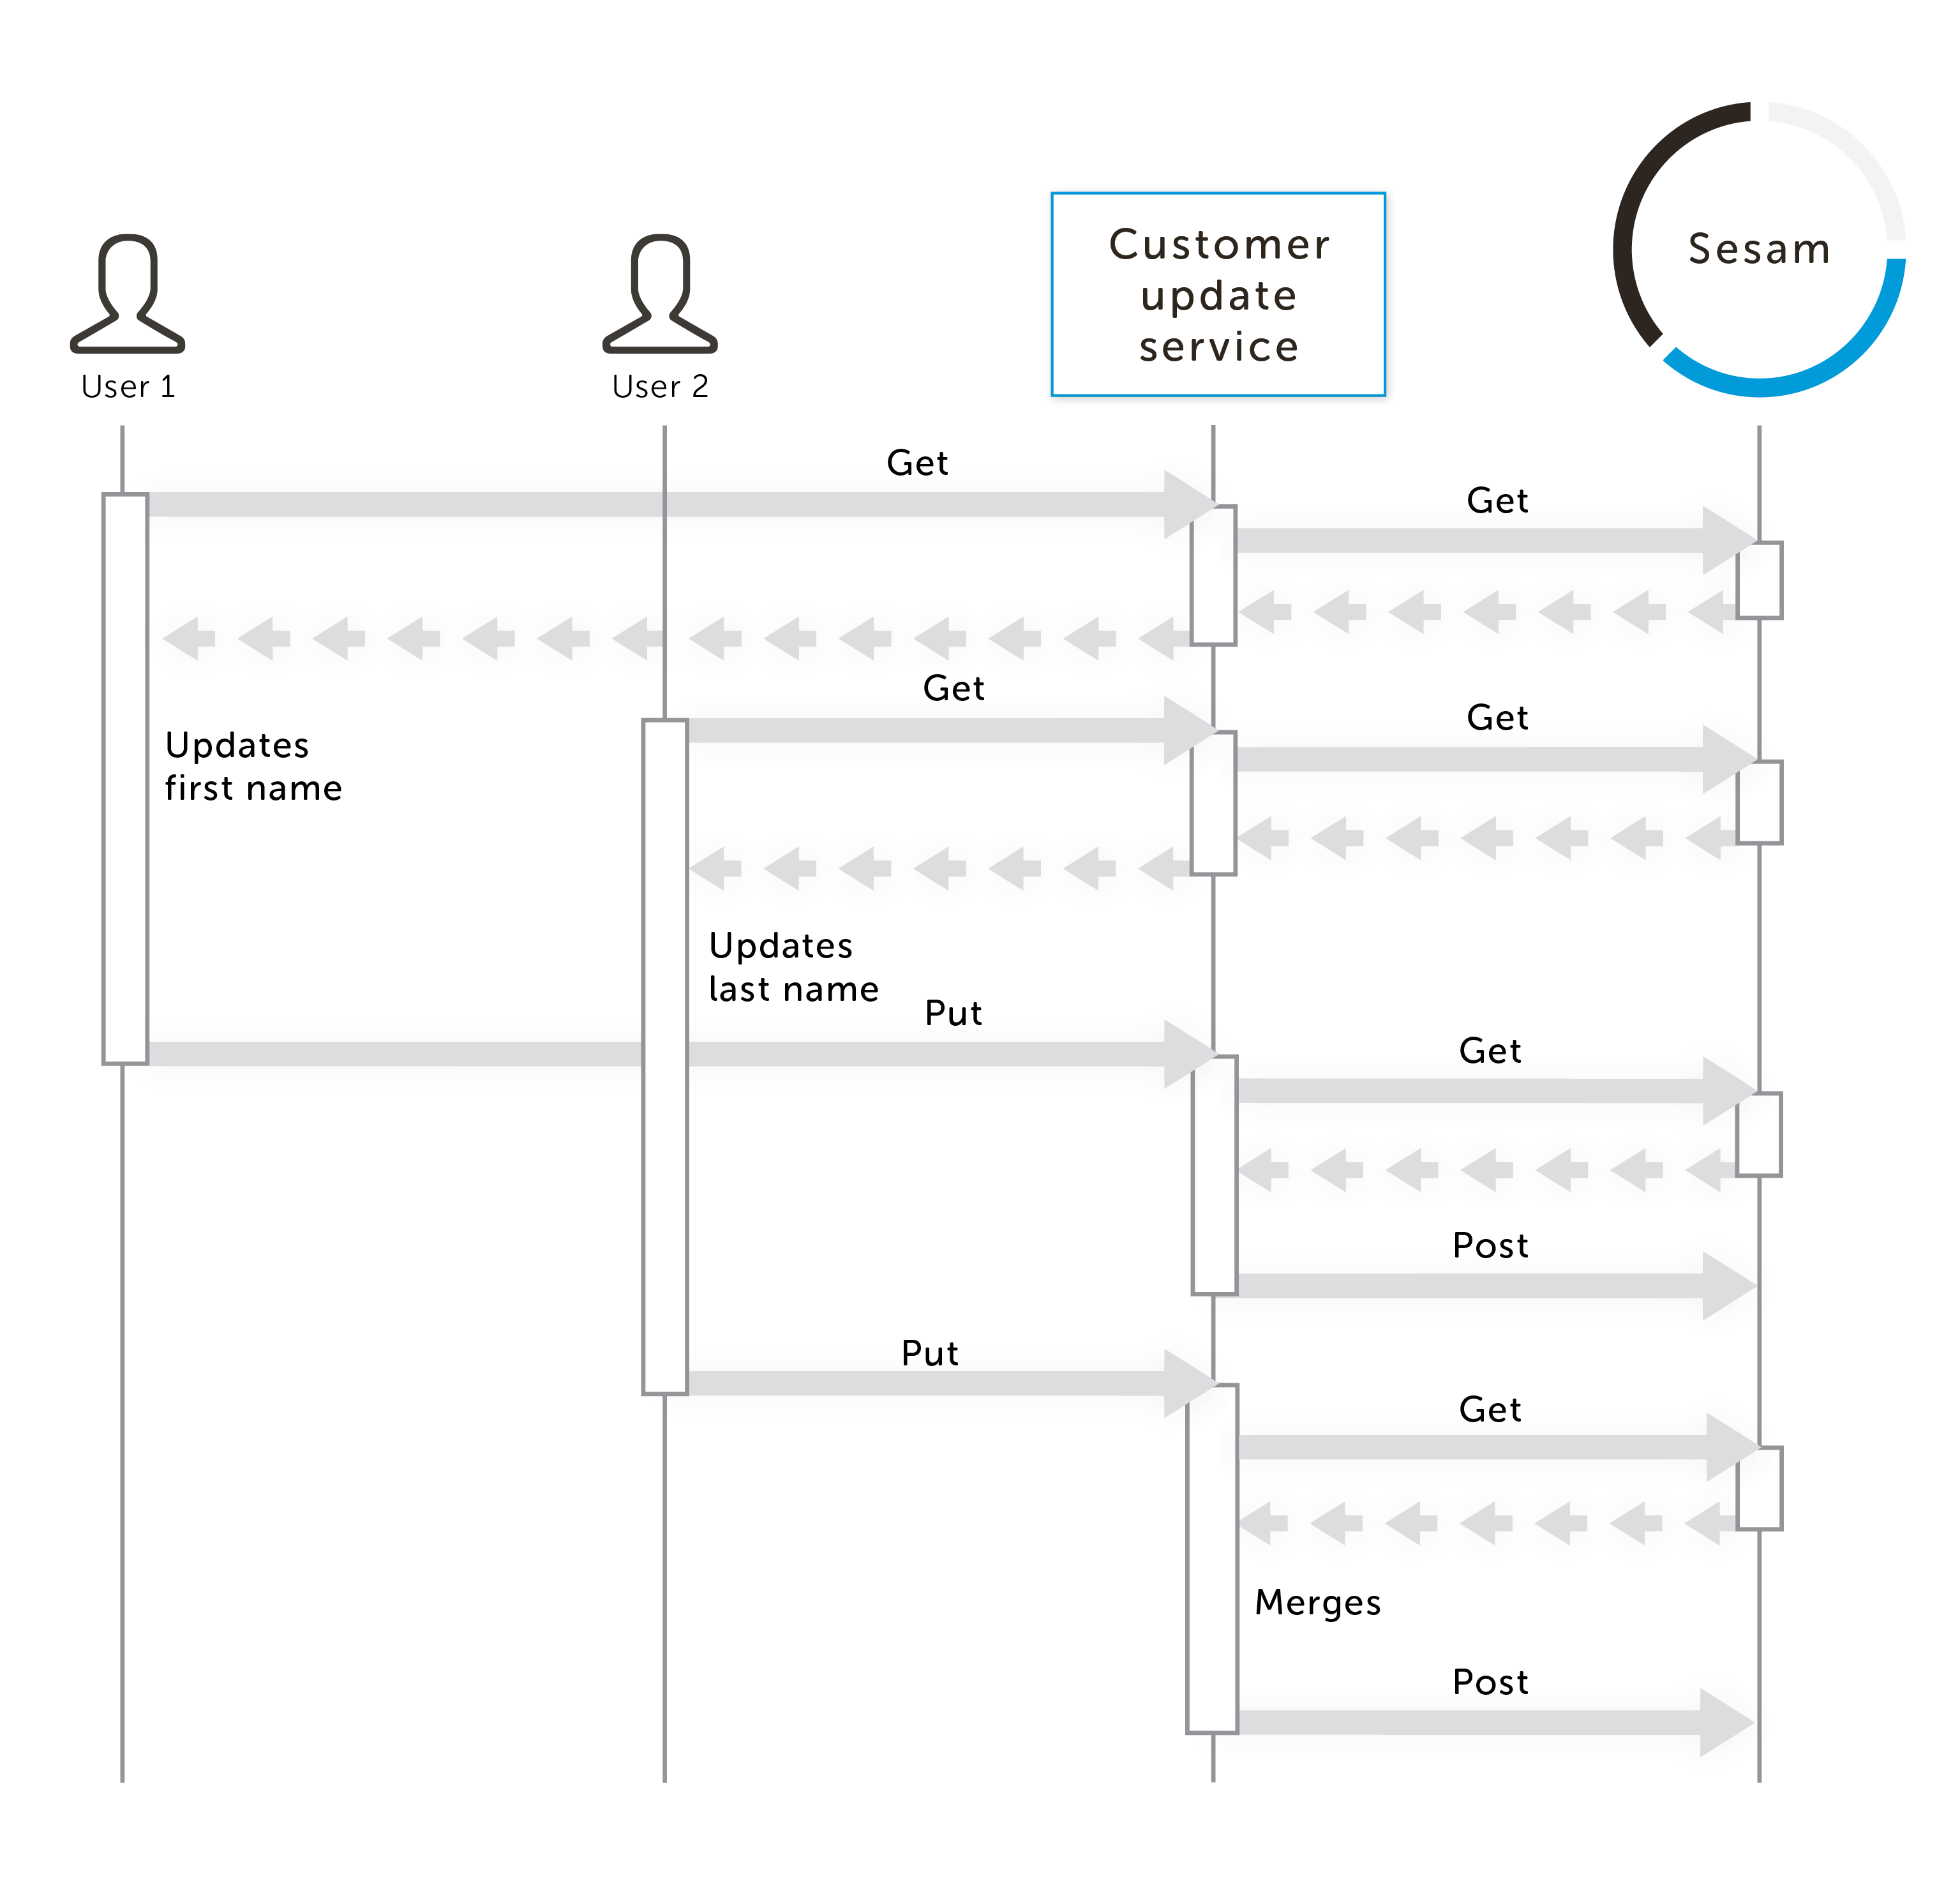 Customer
update
service
Sesam
User 1
User 2
Get
Get
Get
Get
Updates
first name
Updates
last name
Put
Get
Post
Put
Get
Merges
Post